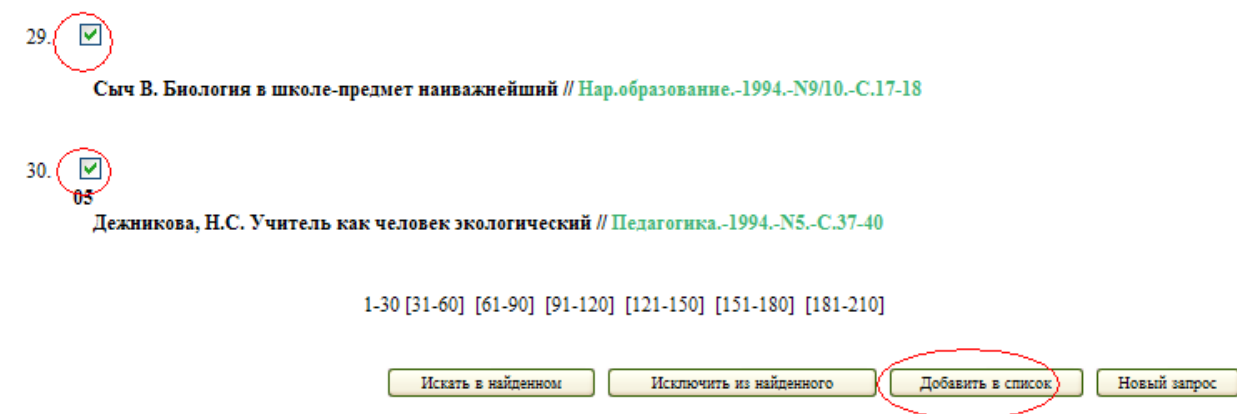 29.
Сыч В. Биология в школе-предмет наиважнейший // Нар.образование.-1994.-N9/10.-С.17-18
30.
05
Дежникова, Н.С. Учитель как человек экологический // Педагогика.-1994.-N5.-С.37-40
1-30 [31-60] [61-90] [91-120] [121-150] [151-180] [181-210]
Искать в найденном Исключить из найденного Добавить в список Новый запрос